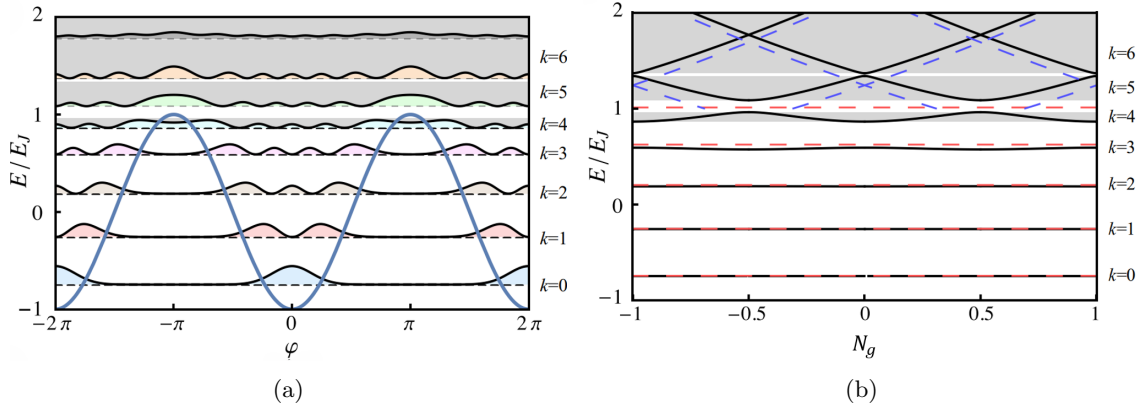 2
1
0
−1
E/E_J
k=6
k=5
k=4
k=3
k=2
k=1
k=0
−2π
−π
0
π
2π
φ
(a)
2
1
0
−1
E/E_J
k=6
k=5
k=4
k=3
k=2
k=1
k=0
−1
−0.5
0
0.5
1
N_g
(b)